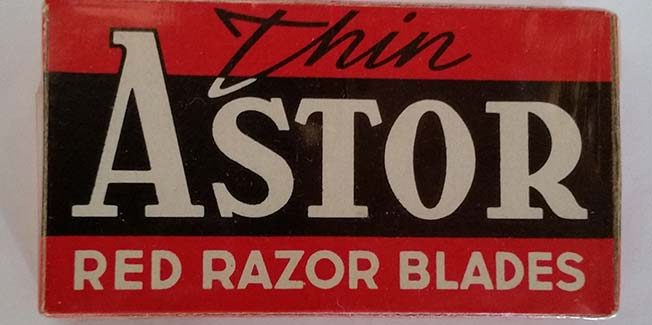 Thin
ASTOR
RED RAZOR BLADES